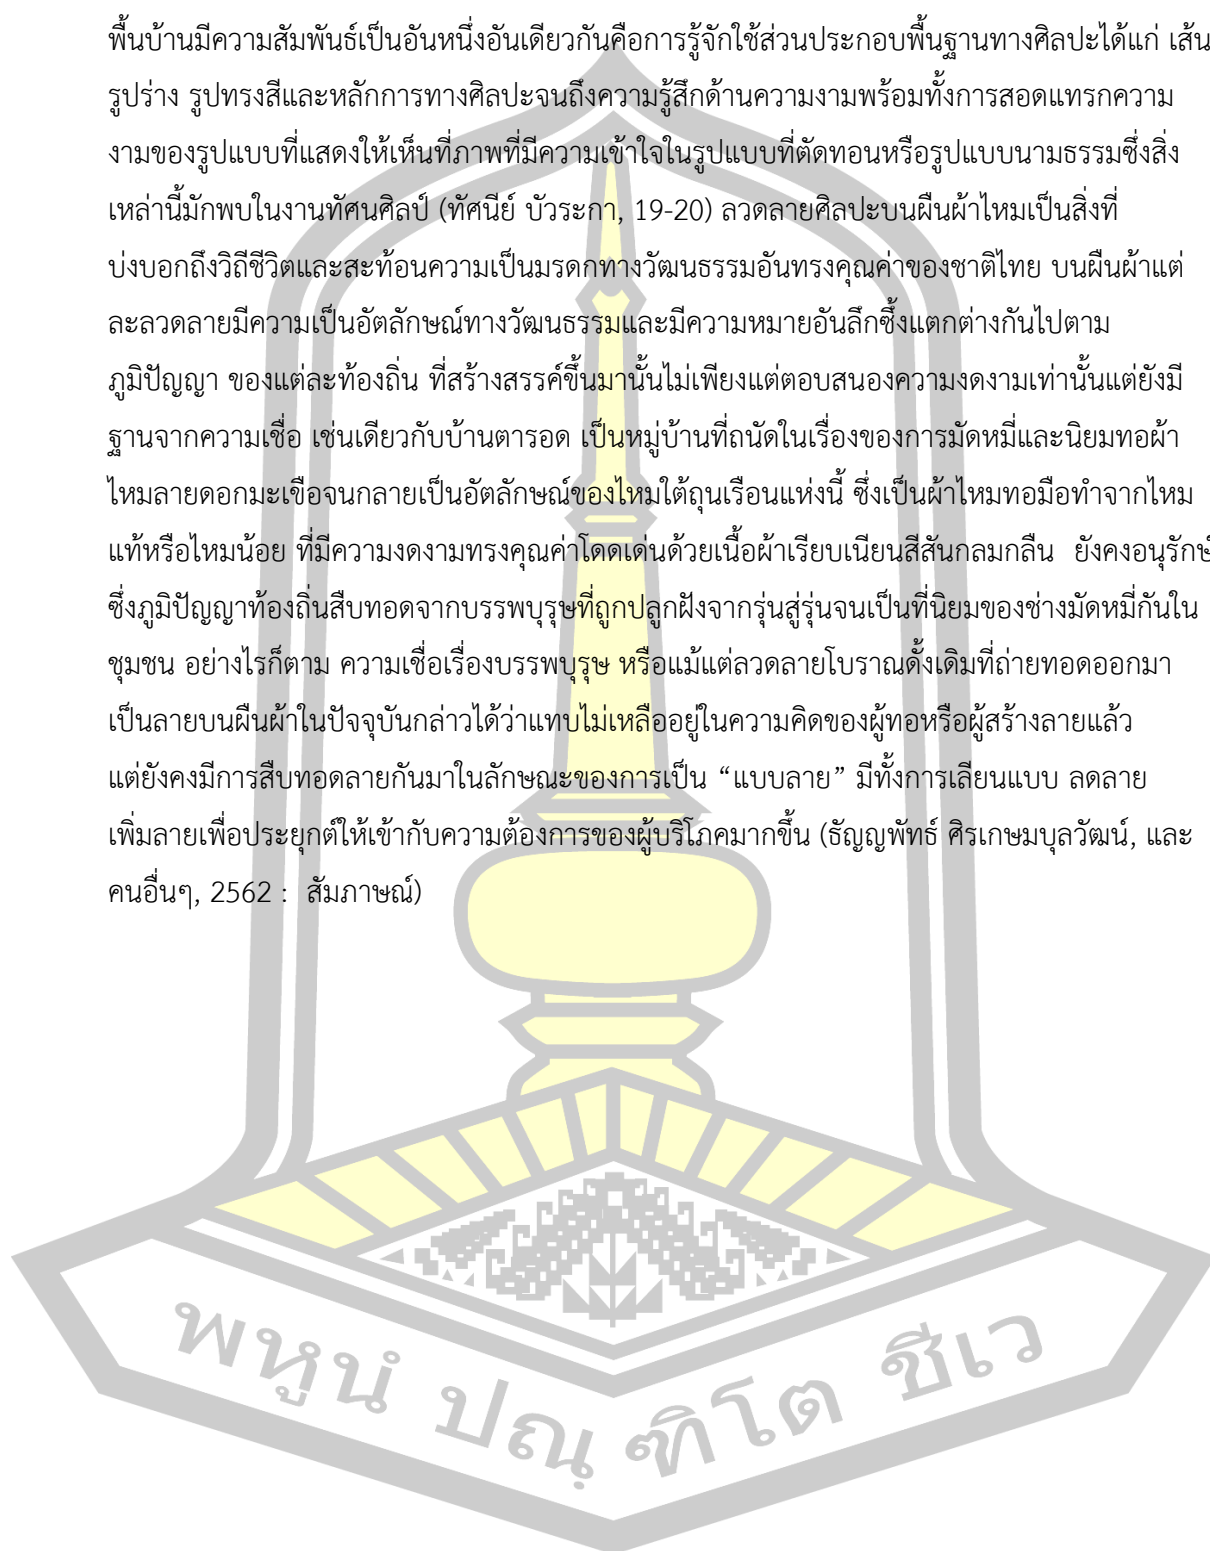 พื้นบ้านมีความสัมพันธ์เป็นอันหนึ่งอันเดียวกันคือการรู้จักใช้ส่วนประกอบพื้นฐานทางศิลปะได้แก่ เส้น
รูปร่าง รูปทรงสีและหลักการทางศิลปะจนถึงความรู้สึกด้านความงามพร้อมทั้งการสอดแทรกความ
งามของรูปแบบที่แสดงให้เห็นที่ภาพที่มีความเข้าใจในรูปแบบที่ตัดทอนหรือรูปแบบนามธรรมซึ่งสิ่ง
เหล่านี้มักพบในงานทัศนศิลป์ (ทัศนีย์ บัวระภา, 19-20) ลวดลายศิลปะบนผืนผ้าไหมเป็นสิ่งที่
บ่งบอกถึงวิถีชีวิตและสะท้อนความเป็นมรดกทางวัฒนธรรมอันทรงคุณค่าของชาติไทย บนผืนผ้าแต่
ละลวดลายมีความเป็นอัตลักษณ์ทางวัฒนธรรมและมีความหมายอันลึกซึ้งแตกต่างกันไปตาม
ภูมิปัญญา ของแต่ละท้องถิ่น ที่สร้างสรรค์ขึ้นมานั้นไม่เพียงแต่ตอบสนองความงดงามเท่านั้นแต่ยังมี
ฐานจากความเชื่อ เช่นเดียวกับบ้านตารอด เป็นหมู่บ้านที่ถนัดในเรื่องของการมัดหมี่และนิยมทอผ้า
ไหมลายดอกมะเขือจนกลายเป็นอัตลักษณ์ของไหมใต้ถุนเรือนแห่งนี้ ซึ่งเป็นผ้าไหมทอมือทำจากไหม
แท้หรือไหมน้อย ที่มีความงดงามทรงคุณค่าโดดเด่นด้วยเนื้อผ้าเรียบเนียนสีสันกลมกลืน ยังคงอนุรักษ์
ซึ่งภูมิปัญญาท้องถิ่นสืบทอดจากบรรพบุรุษที่ถูกปลูกฝังจากรุ่นสู่รุ่นจนเป็นที่นิยมของช่างมัดหมี่กันใน
ชุมชน อย่างไรก็ตาม ความเชื่อเรื่องบรรพบุรุษ หรือแม้แต่ลวดลายโบราณดั้งเดิมที่ถ่ายทอดออกมา
เป็นลายบนผืนผ้าในปัจจุบันกล่าวได้ว่าแทบไม่เหลืออยู่ในความคิดของผู้ทอหรือผู้สร้างลายแล้ว
แต่ยังคงมีการสืบทอดลายกันมาในลักษณะของการเป็น “แบบลาย” มีทั้งการเลียนแบบ ลดลาย
เพิ่มลายเพื่อประยุกต์ให้เข้ากับความต้องการของผู้บริโภคมากขึ้น (ธัญญพัทธ์ ศิรเกษมบุลวัฒน์, และ
คนอื่นๆ, 2562 : สัมภาษณ์)
พหูนํ ปณฺฑิโต ชีเว